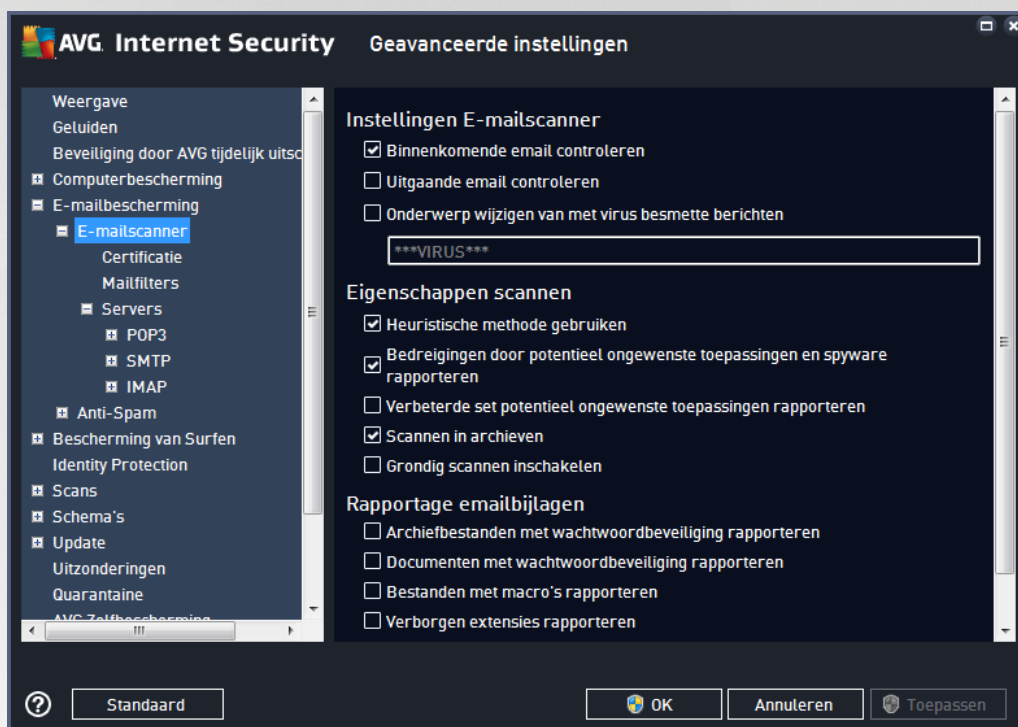 AVG. Internet Security Geavanceerde instellingen
Weergave
Geluiden
Beveiliging door AVG tijdelijk uitsc
Computerbescherming
E-mailbescherming
E-mailscanner
Certificatie
Mailfilters
Servers
POP3
SMTP
IMAP
Anti-Spam
Bescherming van Surfen
Identity Protection
Scans
Schema's
Update
Uitzonderingen
Quarantaine
AVG Zelfbescherming
Instellingen E-mailscanner
Binnenkomende email controleren
Uitgaande email controleren
Onderwerp wijzigen van met virus besmette berichten
***VIRUS***
Eigenschappen scannen
Heuristische methode gebruiken
Bedreigingen door potentieel ongewenste toepassingen en spyware
rapporteren
Verbeterde set potentieel ongewenste toepassingen rapporteren
Scannen in archieven
Grondig scannen inschakelen
Rapportage emailbijlagen
Archiefbestanden met wachtwoordbeveiliging rapporteren
Documenten met wachtwoordbeveiliging rapporteren
Bestanden met macro's rapporteren
Verborgen extensies rapporteren
Standaard
OK
Annuleren
Toepassen